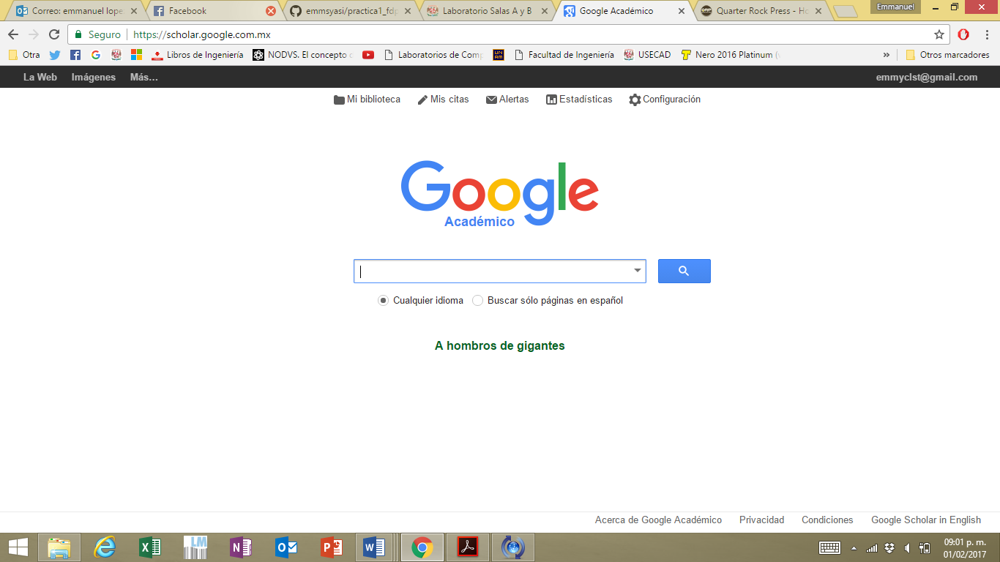 Emmanuel
Correo: emmanuel lope
Facebook
emmsyasi/practica1_fdp
Laboratorio Salas A y B
Google Académico
Quarter Rock Press - Ho
Seguro
https://scholar.google.com.mx
Otra
Libros de Ingeniería
NODVS. El concepto
Laboratorios de Comp
UNAM
Facultad de Ingeniería
USECAD
Nero 2016 Platinum
»
Otros marcadores
La Web Imágenes Más... emmyclst@gmail.com
Mi biblioteca Mis citas Alertas Estadísticas Configuración
Google
Académico
Cualquier idioma Buscar sólo páginas en español
A hombros de gigantes
Acerca de Google Académico Privacidad Condiciones Google Scholar in English
LM
09:01 p. m.
01/02/2017